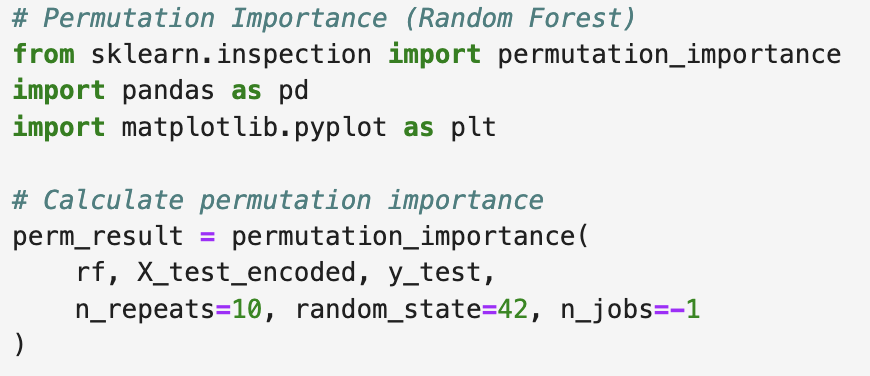 # Permutation Importance (Random Forest)
from sklearn.inspection import permutation_importance
import pandas as pd
import matplotlib.pyplot as plt

# Calculate permutation importance
perm_result = permutation_importance(
    rf, X_test_encoded, y_test,
    n_repeats=10, random_state=42, n_jobs=-1
)